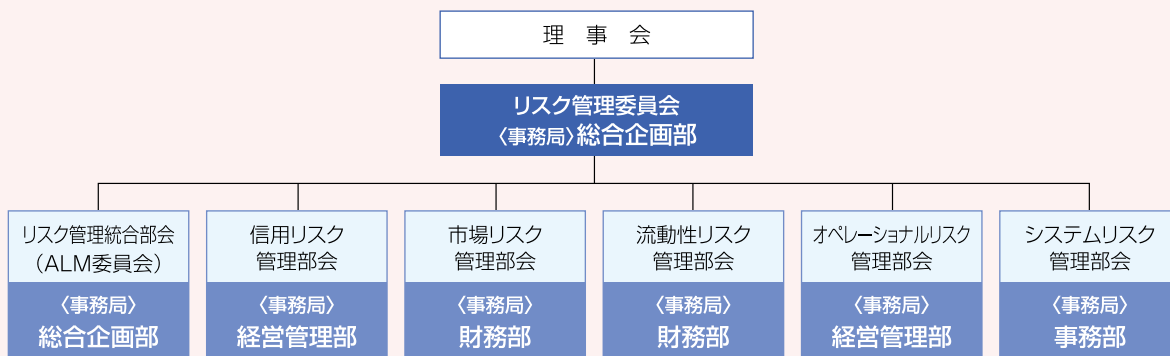 理事会
リスク管理委員会
〈事務局〉総合企画部
リスク管理統合部会
（ALM委員会）
〈事務局〉
総合企画部
信用リスク
管理部会
〈事務局〉
経営管理部
市場リスク
管理部会
〈事務局〉
財務部
流動性リスク
管理部会
〈事務局〉
財務部
オペレーショナルリスク
管理部会
〈事務局〉
経営管理部
システムリスク
管理部会
〈事務局〉
事務部